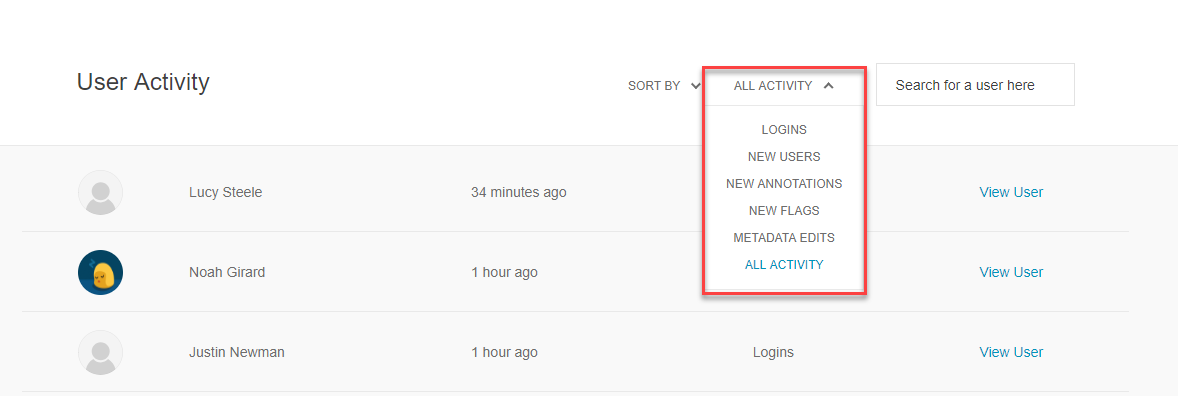 User Activity
SORT BY
ALL ACTIVITY
Search for a user here
LOGINS
NEW USERS
NEW ANNOTATIONS
NEW FLAGS
METADATA EDITS
ALL ACTIVITY
Lucy Steele 34 minutes ago View User
Noah Girard 1 hour ago View User
Justin Newman 1 hour ago Logins View User